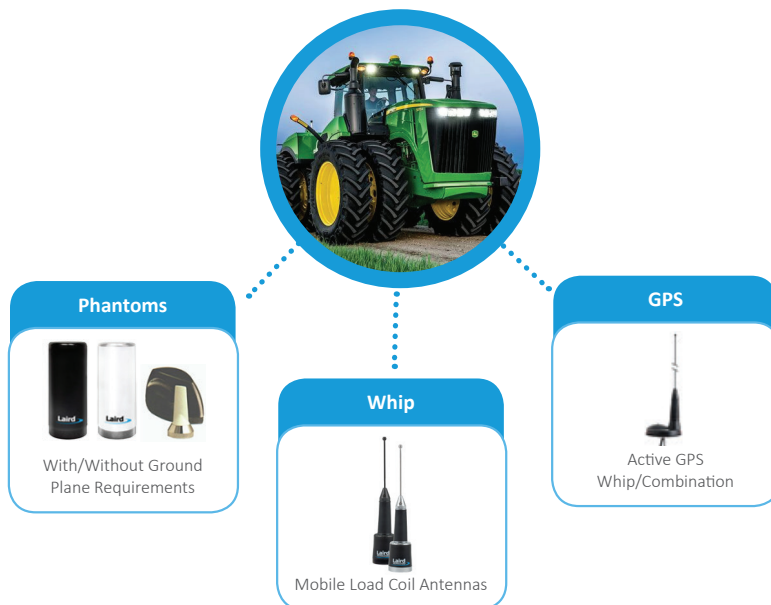 Phantoms
Laird
Laird
With/Without Ground
Plane Requirements
Whip
Laird
Mobile Load Coil Antennas
GPS
Active GPS
Whip/Combination